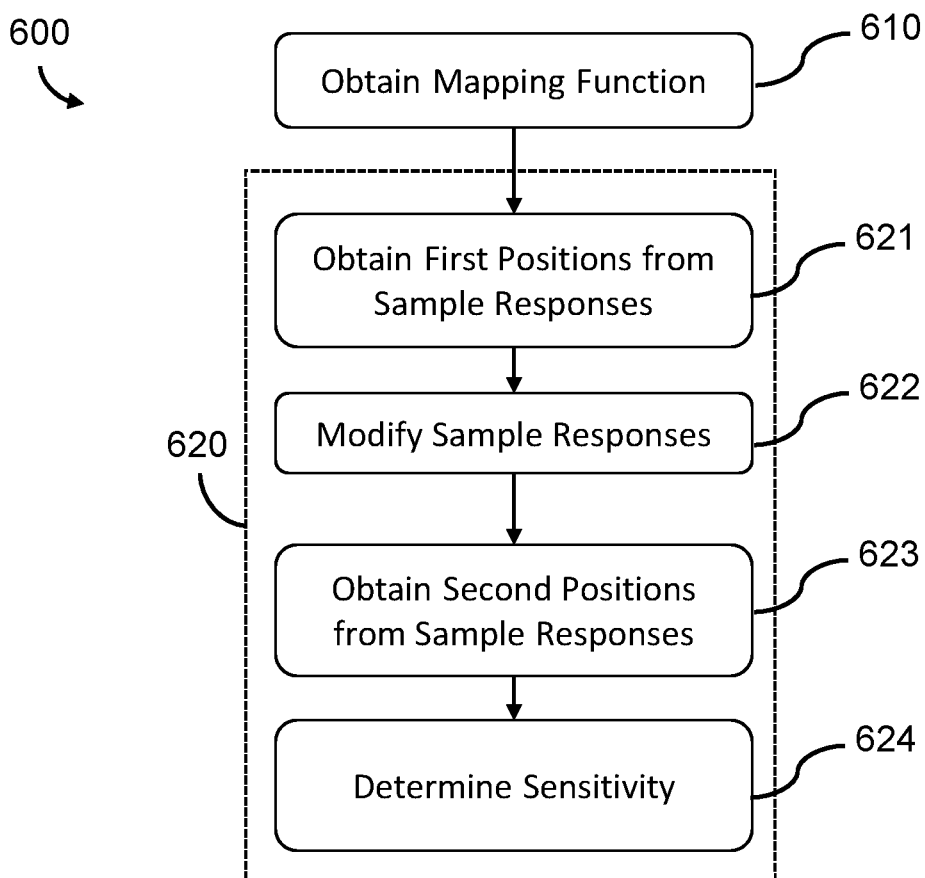 600
610
Obtain Mapping Function
621
Obtain First Positions from
Sample Responses
622
Modify Sample Responses
620
623
Obtain Second Positions
from Sample Responses
624
Determine Sensitivity